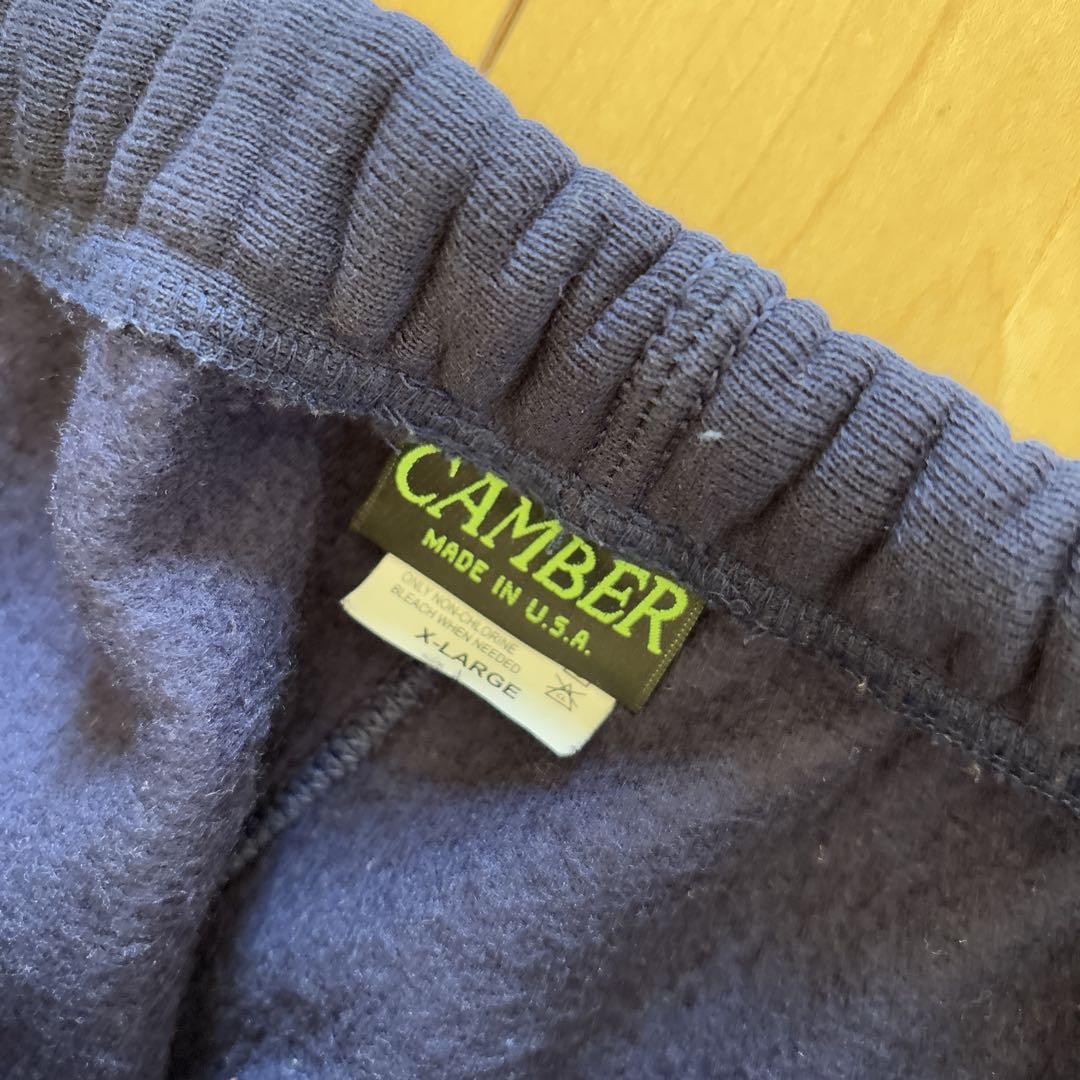 CAMBER
MADE IN U.S.A.
ONLY NON-CHLORINE
BLEACH WHEN NEEDED
X-LARGE